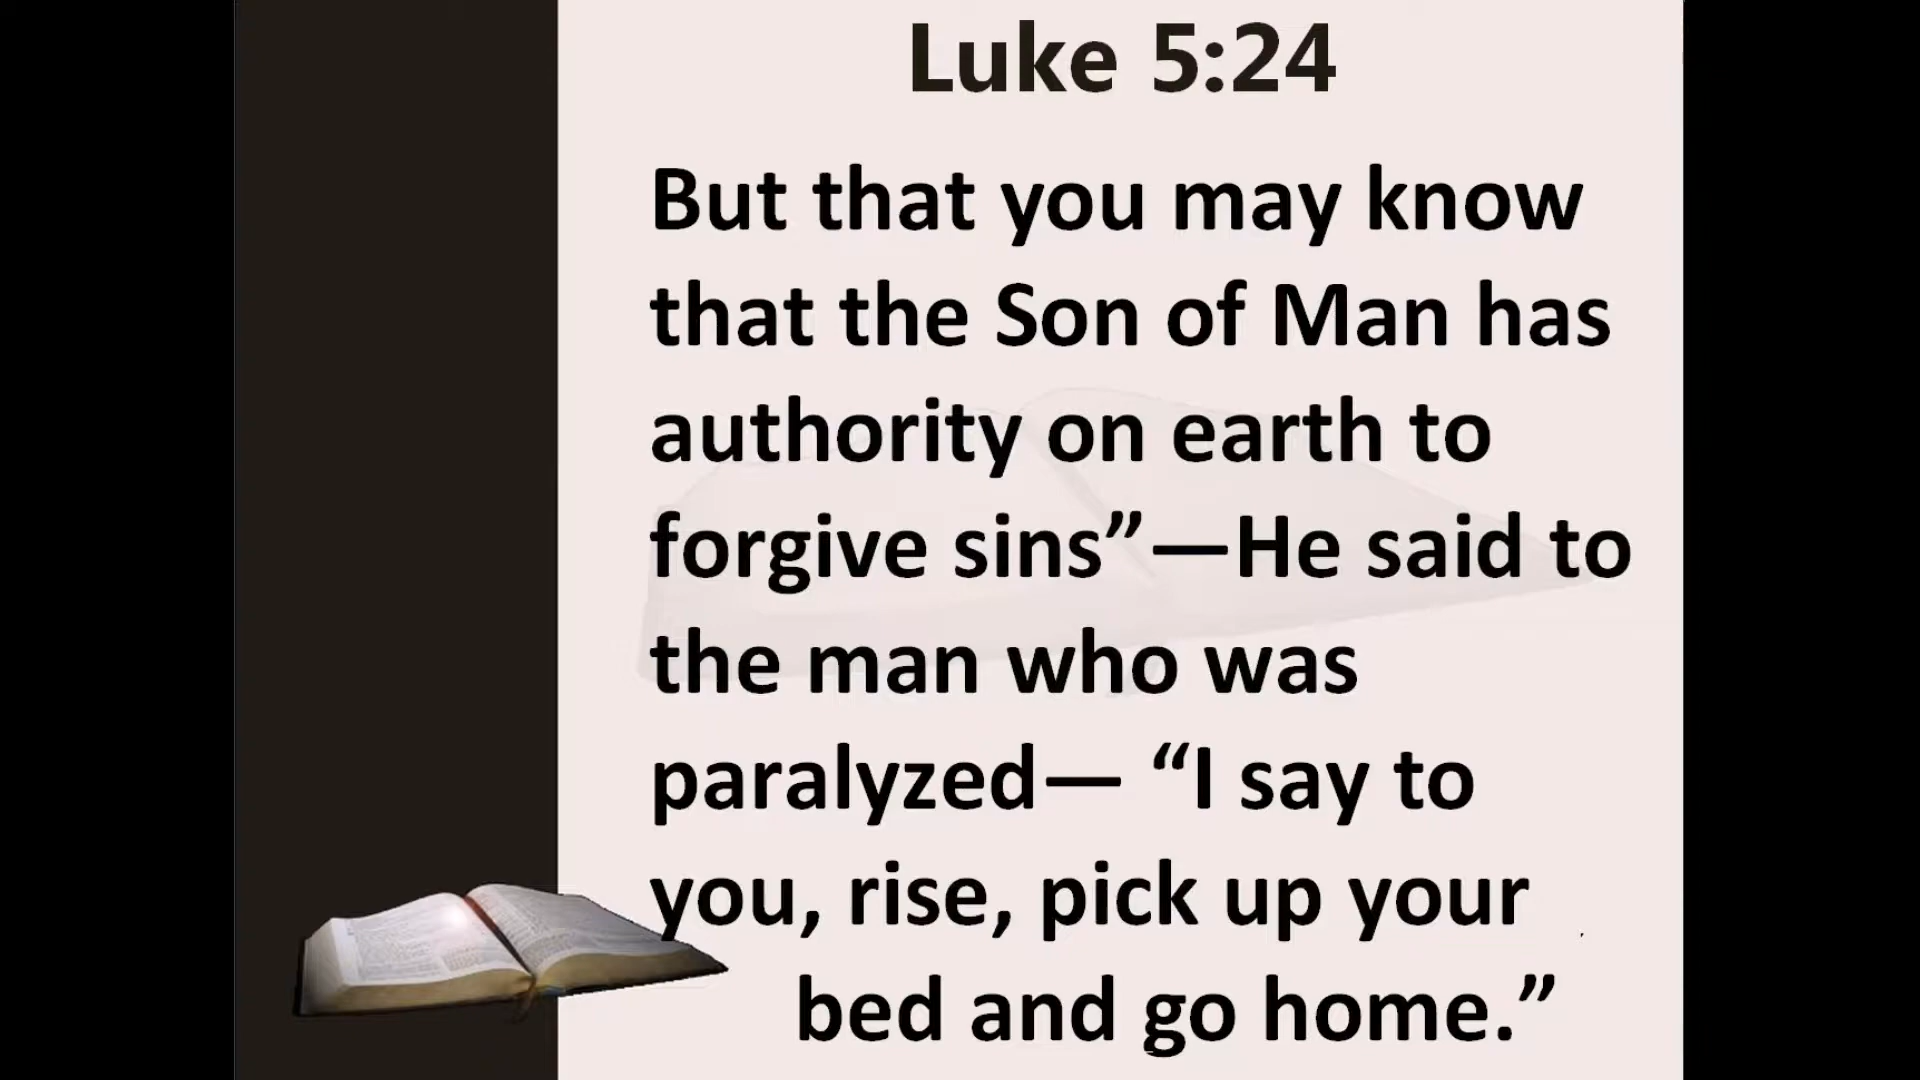 Luke 5:24
But that you may know
that the Son of Man has
authority on earth to
forgive sins”—He said to
the man who was
paralyzed— “I say to
you, rise, pick up your
bed and go home.”